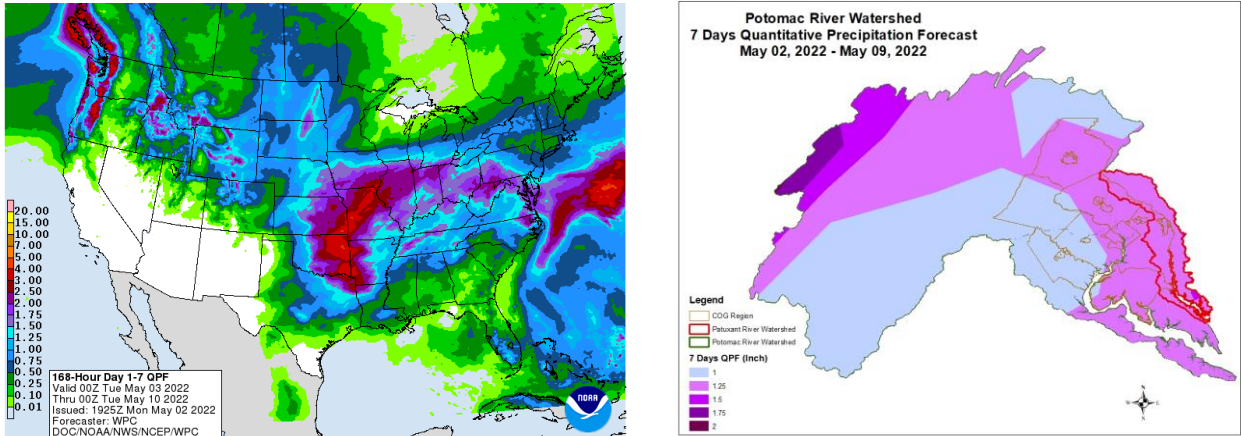 20.00
15.00
10.00
7.00
5.00
4.00
3.00
2.50
2.00
1.75
1.50
1.25
1.00
0.75
0.50
0.25
0.10
0.01
168-Hour Day 1-7 QPF
Valid 00Z Tue May 03 2022
Thru 00Z Tue May 10 2022
Issued: 1925Z Mon May 02 2022
Forecaster: WPC
DOC/NOAA/NWS/NCEP/WPC
NOAA
Potomac River Watershed
7 Days Quantitative Precipitation Forecast
May 02, 2022 - May 09, 2022
Legend
COG Region
Patuxant River Watershed
Potomac River Watershed
7 Days QPF (Inch)
1
1.25
1.5
1.75
2
N
W E
S